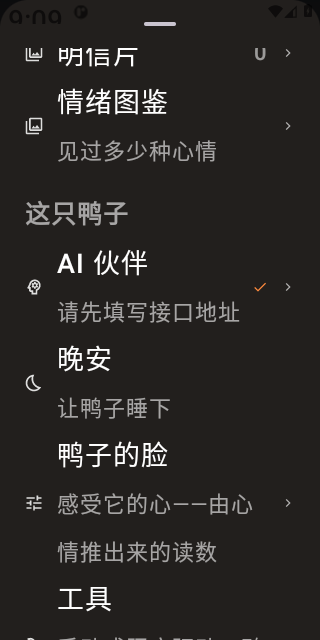 明信片
0
情绪图鉴
见过多少种心情
这只鸭子
AI 伙伴
请先填写接口地址
晚安
让鸭子睡下
鸭子的脸
感受它的心——由心
情推出来的读数
工具